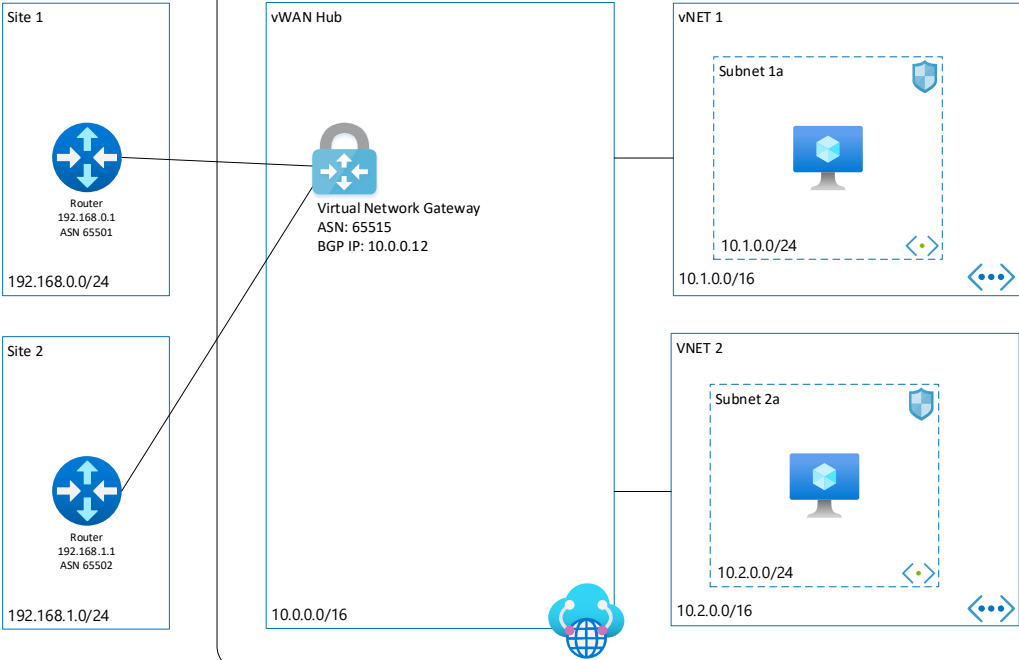 Site 1
Router
192.168.0.1
ASN 65501
192.168.0.0/24
Site 2
Router
192.168.1.1
ASN 65502
192.168.1.0/24
vWAN Hub
Virtual Network Gateway
ASN: 65515
BGP IP: 10.0.0.12
10.0.0.0/16
vNET 1
Subnet 1a
10.1.0.0/24
10.1.0.0/16
VNET 2
Subnet 2a
10.2.0.0/24
10.2.0.0/16